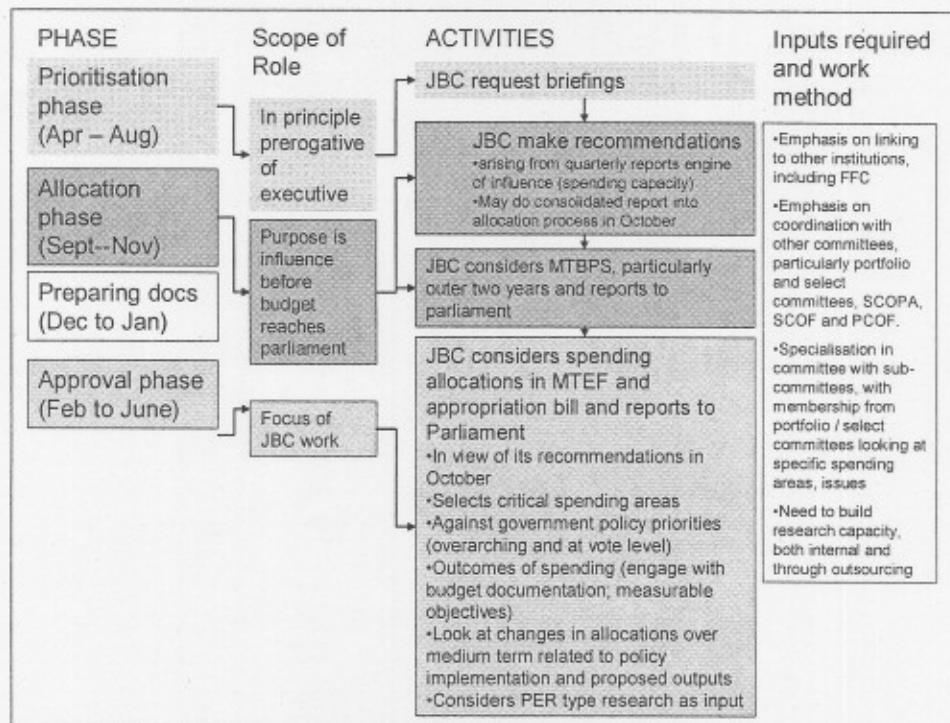 PHASE
Prioritisation
phase
(Apr – Aug)
Allocation
phase
(Sept--Nov)
Preparing docs
(Dec to Jan)
Approval phase
(Feb to June)
Scope of
Role
In principle
prerogative
of
executive
Purpose is
influence
before
budget
reaches
parliament
Focus of
JBC work
ACTIVITIES
JBC request briefings
JBC make recommendations
•arising from quarterly reports engine
of influence (spending capacity)
•May do consolidated report into
allocation process in October
JBC considers MTBPS, particularly
outer two years and reports to
parliament
JBC considers spending
allocations in MTEF and
appropriation bill and reports to
Parliament
•In view of its recommendations in
October
•Selects critical spending areas
•Against government policy priorities
(overarching and at vote level)
•Outcomes of spending (engage with
budget documentation; measurable
objectives)
•Look at changes in allocations over
medium term related to policy
implementation and proposed outputs
•Considers PER type research as input
Inputs required
and work
method
•Emphasis on linking
to other institutions,
including FFC
•Emphasis on
coordination with
other committees,
particularly portfolio
and select
committees, SCOPA,
SCOF and PCOF.
•Specialisation in
committee with sub-
committees, with
membership from
portfolio / select
committees looking at
specific spending
areas, issues
•Need to build
research capacity,
both internal and
through outsourcing